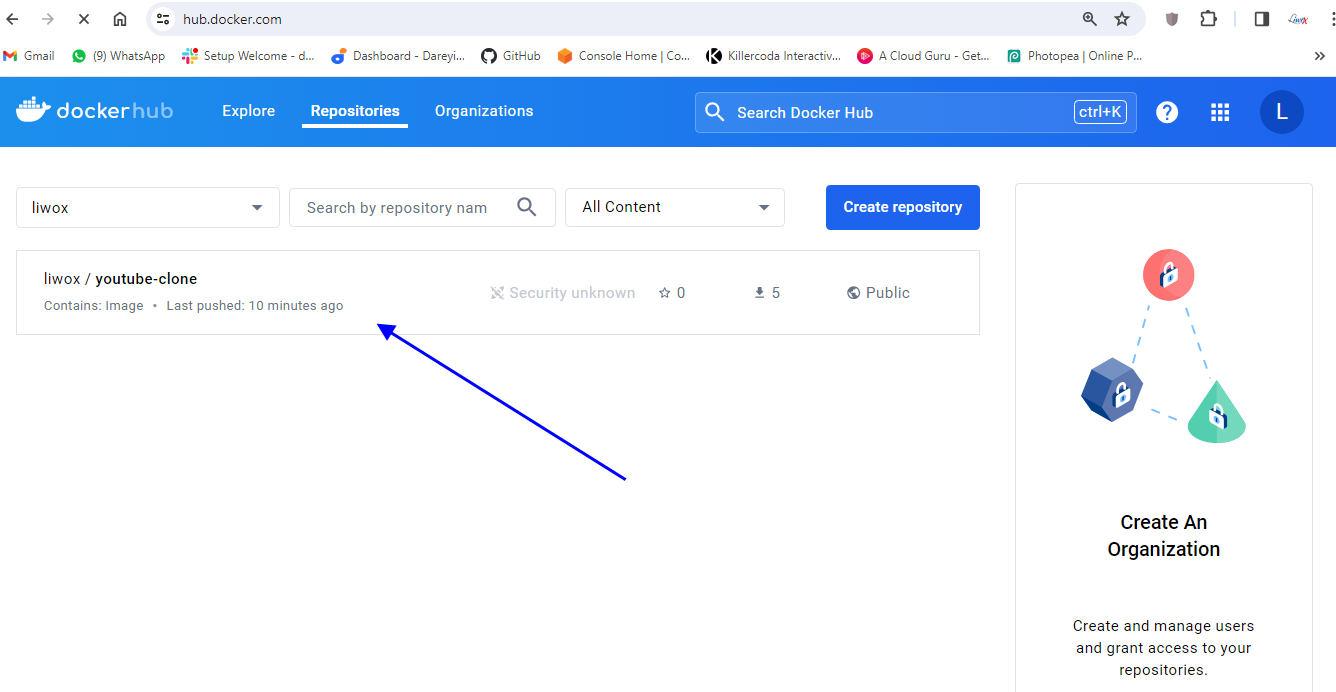 hub.docker.com
Gmail (9) WhatsApp Setup Welcome - d... Dashboard - Dareyi... GitHub Console Home | Co... Killercoda Interactiv... A Cloud Guru - Get... Photopea | Online P...
dockerhub Explore Repositories Organizations Search Docker Hub ctrl+K ? L
liwox Search by repository nam All Content Create repository
liwox / youtube-clone
Contains: Image • Last pushed: 10 minutes ago
Security unknown 0 5 Public
Create An
Organization
Create and manage users
and grant access to your
repositories.